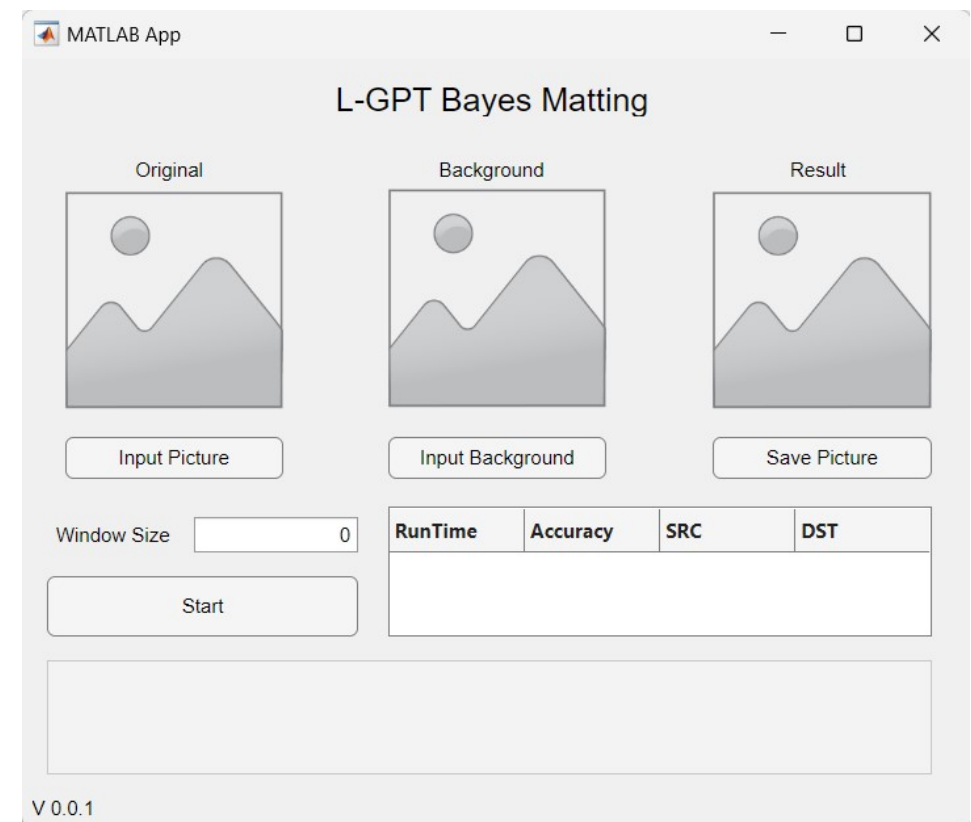 MATLAB App
L-GPT Bayes Matting
Original Background Result
Input Picture Input Background Save Picture
Window Size 0 RunTime Accuracy SRC DST
Start
V 0.0.1